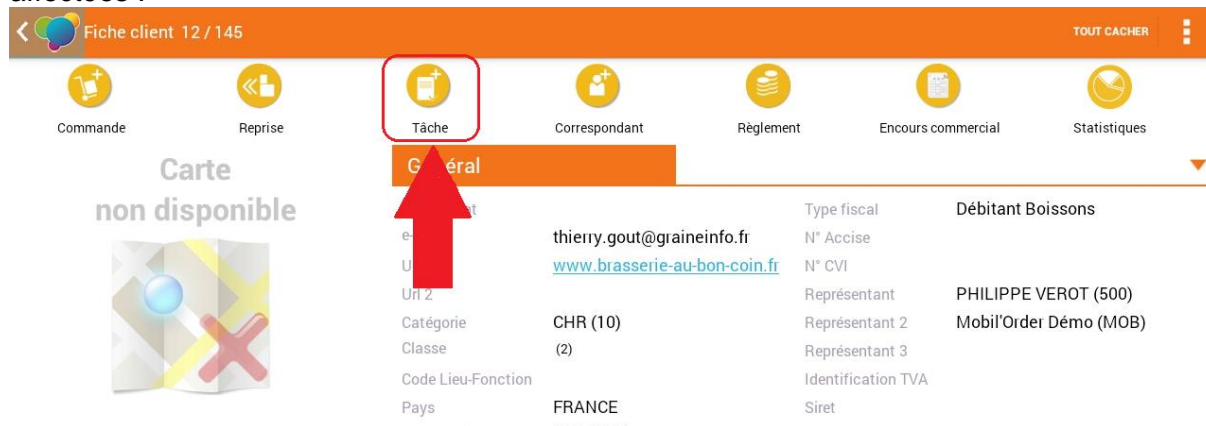 Fiche client 12 / 145
TOUT CACHER
Commande
Reprise
Tâche
Correspondant
Règlement
Encours commercial
Statistiques
Carte
non disponible
Type fiscal Débitant Boissons
thierry.gout@graineinfo.fr N° Accise
www.brasserie-au-bon-coin.fr N° CVI
Url 2 Représentant PHILIPPE VEROT (500)
Catégorie CHR (10) Représentant 2 Mobil'Order Démo (MOB)
Classe (2) Représentant 3
Code Lieu-Fonction Identification TVA
Pays FRANCE Siret